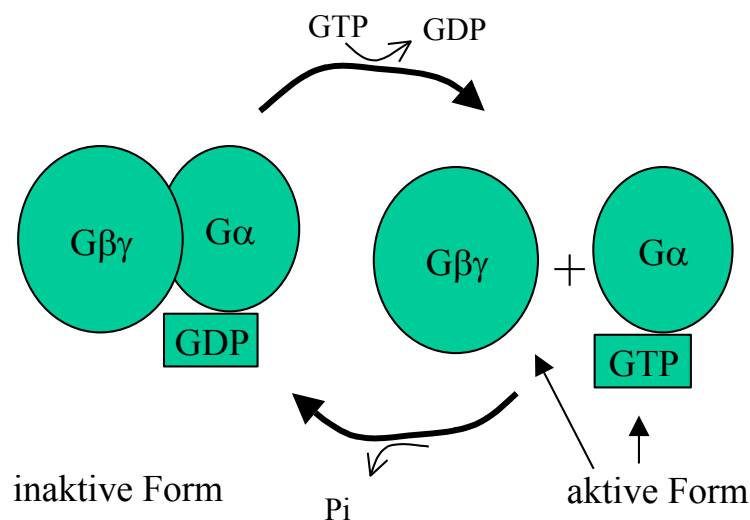 GTP GDP
Gβγ Gα
GDP
Gβγ + Gα
GTP
inaktive Form
Pi
aktive Form